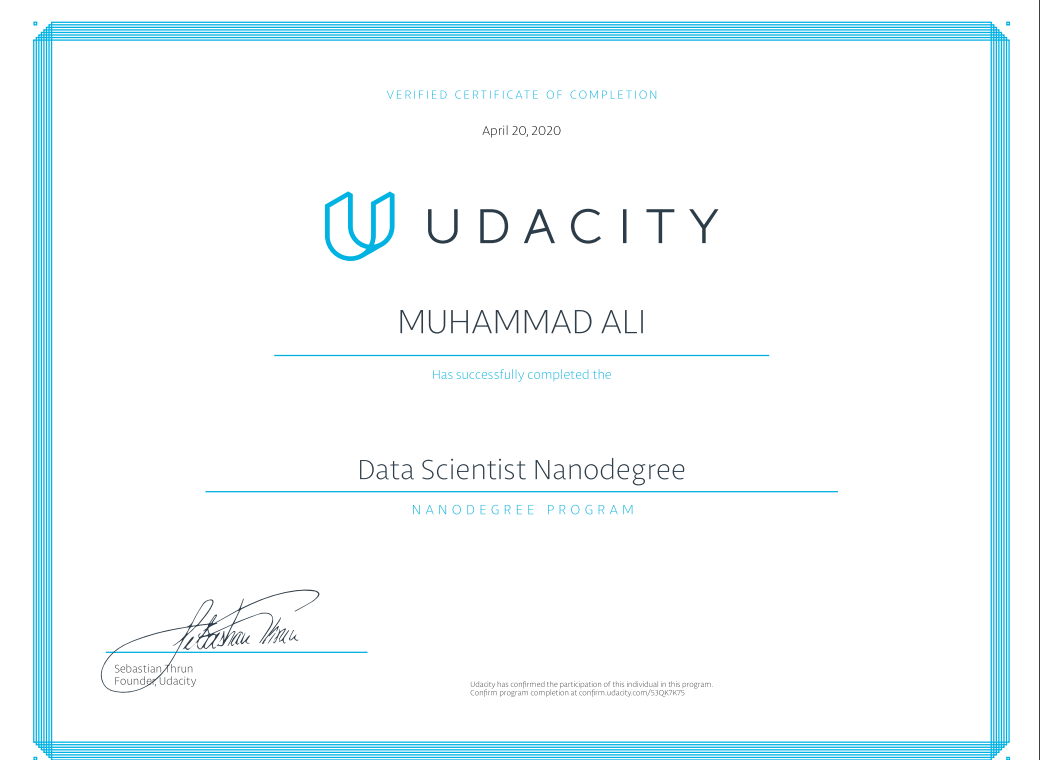 VERIFIED CERTIFICATE OF COMPLETION
April 20, 2020
UDACITY
MUHAMMAD ALI
Has successfully completed the
Data Scientist Nanodegree
NANODEGREE PROGRAM
Sebastian Thrun
Sebastian Thrun
Founder, Udacity
Udacity has confirmed the participation of this individual in this program.
Confirm program completion at confirm.udacity.com/53QK7K75